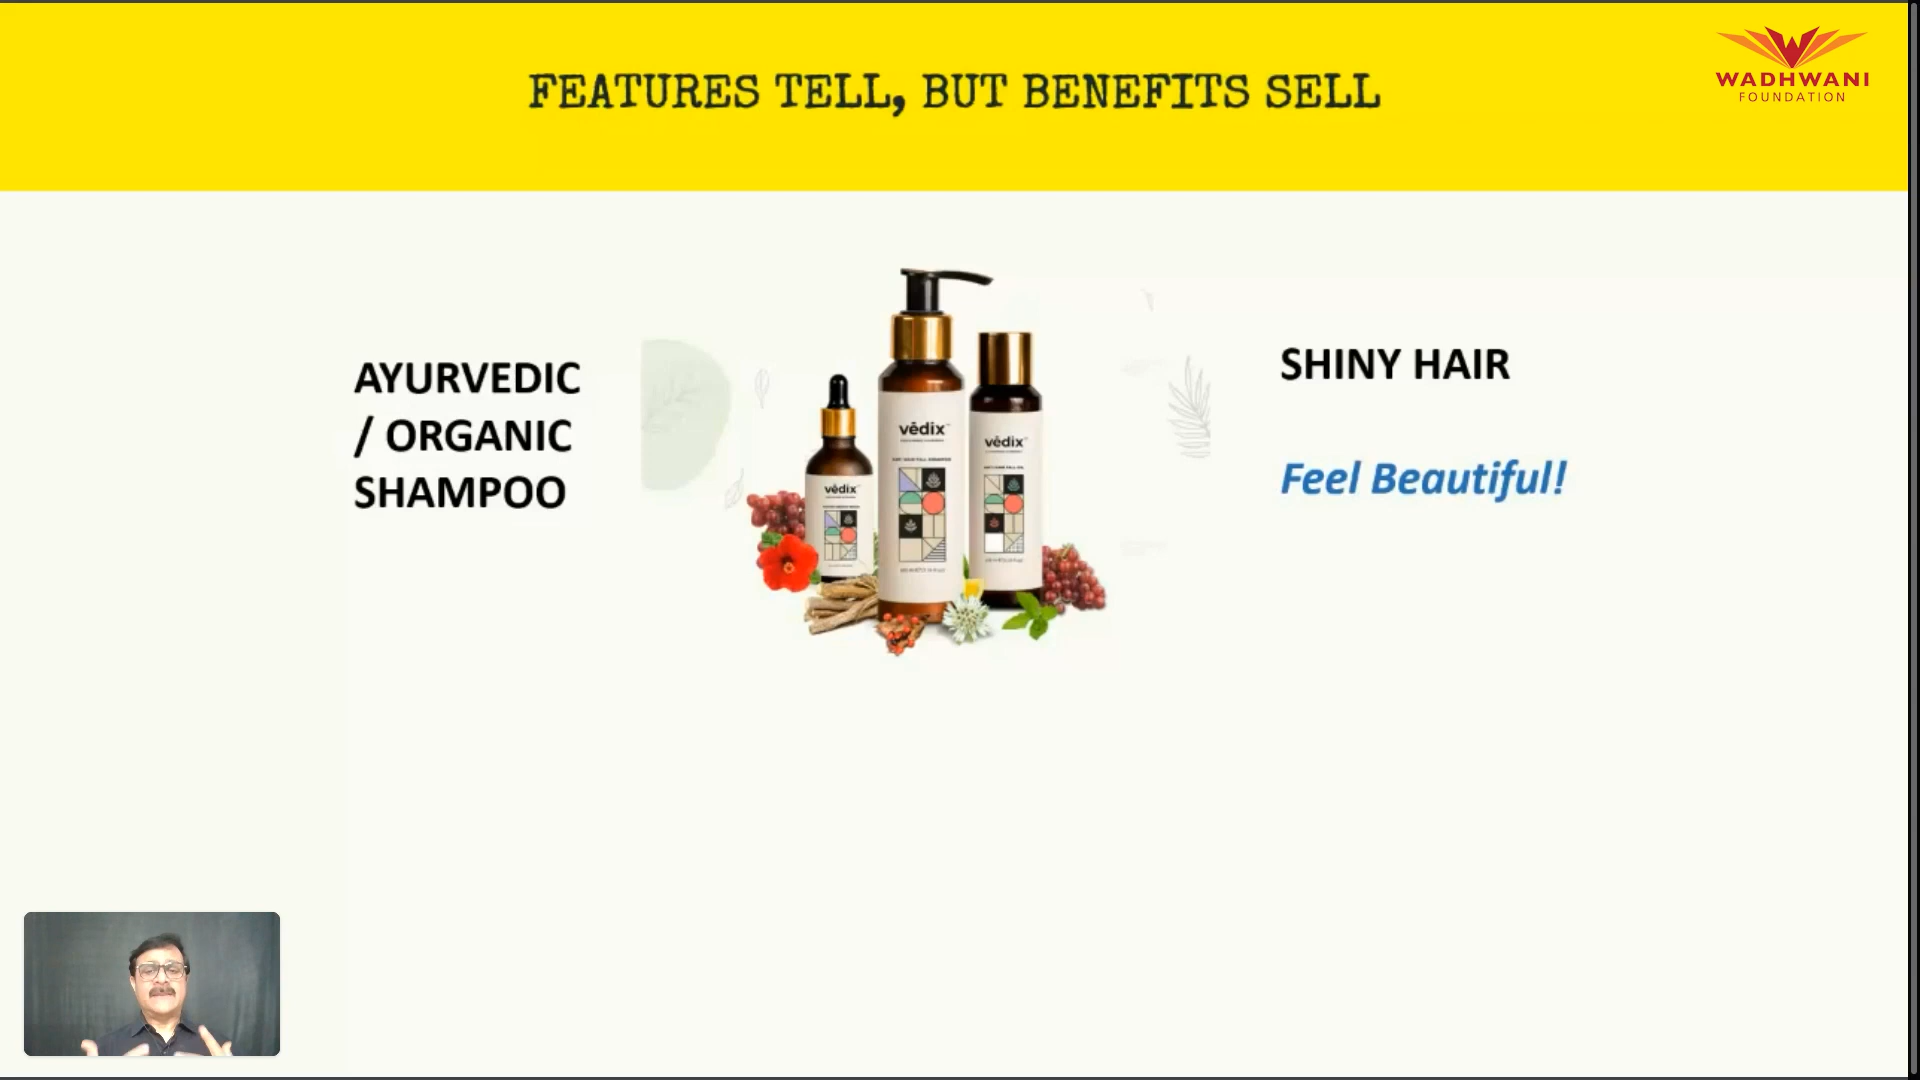 FEATURES TELL, BUT BENEFITS SELL
WADHWANI
FOUNDATION
AYURVEDIC
/ ORGANIC
SHAMPOO
vēdix
vēdix
vēdix
SHINY HAIR
Feel Beautiful!